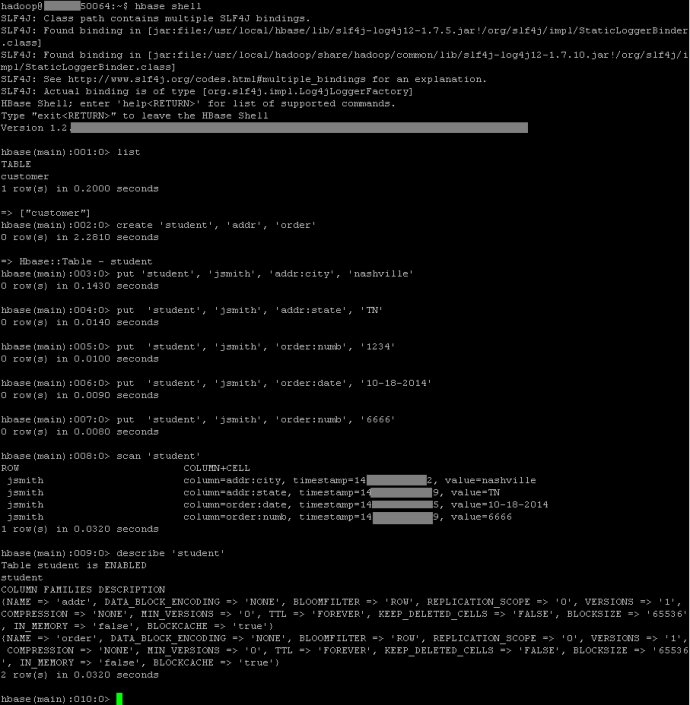 hadoop@ 50064:~$ hbase shell
SLF4J: Class path contains multiple SLF4J bindings.
SLF4J: Found binding in [jar:file:/usr/local/hbase/lib/slf4j-log4j12-1.7.5.jar!/org/slf4j/impl/StaticLoggerBinder
.class]
SLF4J: Found binding in [jar:file:/usr/local/hadoop/share/hadoop/common/lib/slf4j-log4j12-1.7.10.jar!/org/slf4j/i
mpl/StaticLoggerBinder.class]
SLF4J: See http://www.slf4j.org/codes.html#multiple_bindings for an explanation.
SLF4J: Actual binding is of type [org.slf4j.impl.Log4jLoggerFactory]
HBase Shell; enter 'help<RETURN>' for list of supported commands.
Type "exit<RETURN>" to leave the HBase Shell
Version 1.2.
hbase(main):001:0> list
TABLE
customer
1 row(s) in 0.2000 seconds
=> ["customer"]
hbase(main):002:0> create 'student', 'addr', 'order'
0 row(s) in 2.2810 seconds
=> Hbase::Table - student
hbase(main):003:0> put 'student', 'jsmith', 'addr:city', 'nashville'
0 row(s) in 0.1430 seconds
hbase(main):004:0> put  'student', 'jsmith', 'addr:state', 'TN'
0 row(s) in 0.0140 seconds
hbase(main):005:0> put  'student', 'jsmith', 'order:numb', '1234'
0 row(s) in 0.0100 seconds
hbase(main):006:0> put  'student', 'jsmith', 'order:date', '10-18-2014'
0 row(s) in 0.0090 seconds
hbase(main):007:0> put  'student', 'jsmith', 'order:numb', '6666'
0 row(s) in 0.0080 seconds
hbase(main):008:0> scan 'student'
ROW COLUMN+CELL
jsmith column=addr:city, timestamp=14 2, value=nashville
jsmith column=addr:state, timestamp=14 9, value=TN
jsmith column=order:date, timestamp=14 5, value=10-18-2014
jsmith column=order:numb, timestamp=14 9, value=6666
1 row(s) in 0.0320 seconds
hbase(main):009:0> describe 'student'
Table student is ENABLED
student
COLUMN FAMILIES DESCRIPTION
{NAME => 'addr', DATA_BLOCK_ENCODING => 'NONE', BLOOMFILTER => 'ROW', REPLICATION_SCOPE => '0', VERSIONS => '1',
COMPRESSION => 'NONE', MIN_VERSIONS => '0', TTL => 'FOREVER', KEEP_DELETED_CELLS => 'FALSE', BLOCKSIZE => '65536'
, IN_MEMORY => 'false', BLOCKCACHE => 'true'}
{NAME => 'order', DATA_BLOCK_ENCODING => 'NONE', BLOOMFILTER => 'ROW', REPLICATION_SCOPE => '0', VERSIONS => '1',
COMPRESSION => 'NONE', MIN_VERSIONS => '0', TTL => 'FOREVER', KEEP_DELETED_CELLS => 'FALSE', BLOCKSIZE => '65536
', IN_MEMORY => 'false', BLOCKCACHE => 'true'}
2 row(s) in 0.0320 seconds
hbase(main):010:0>